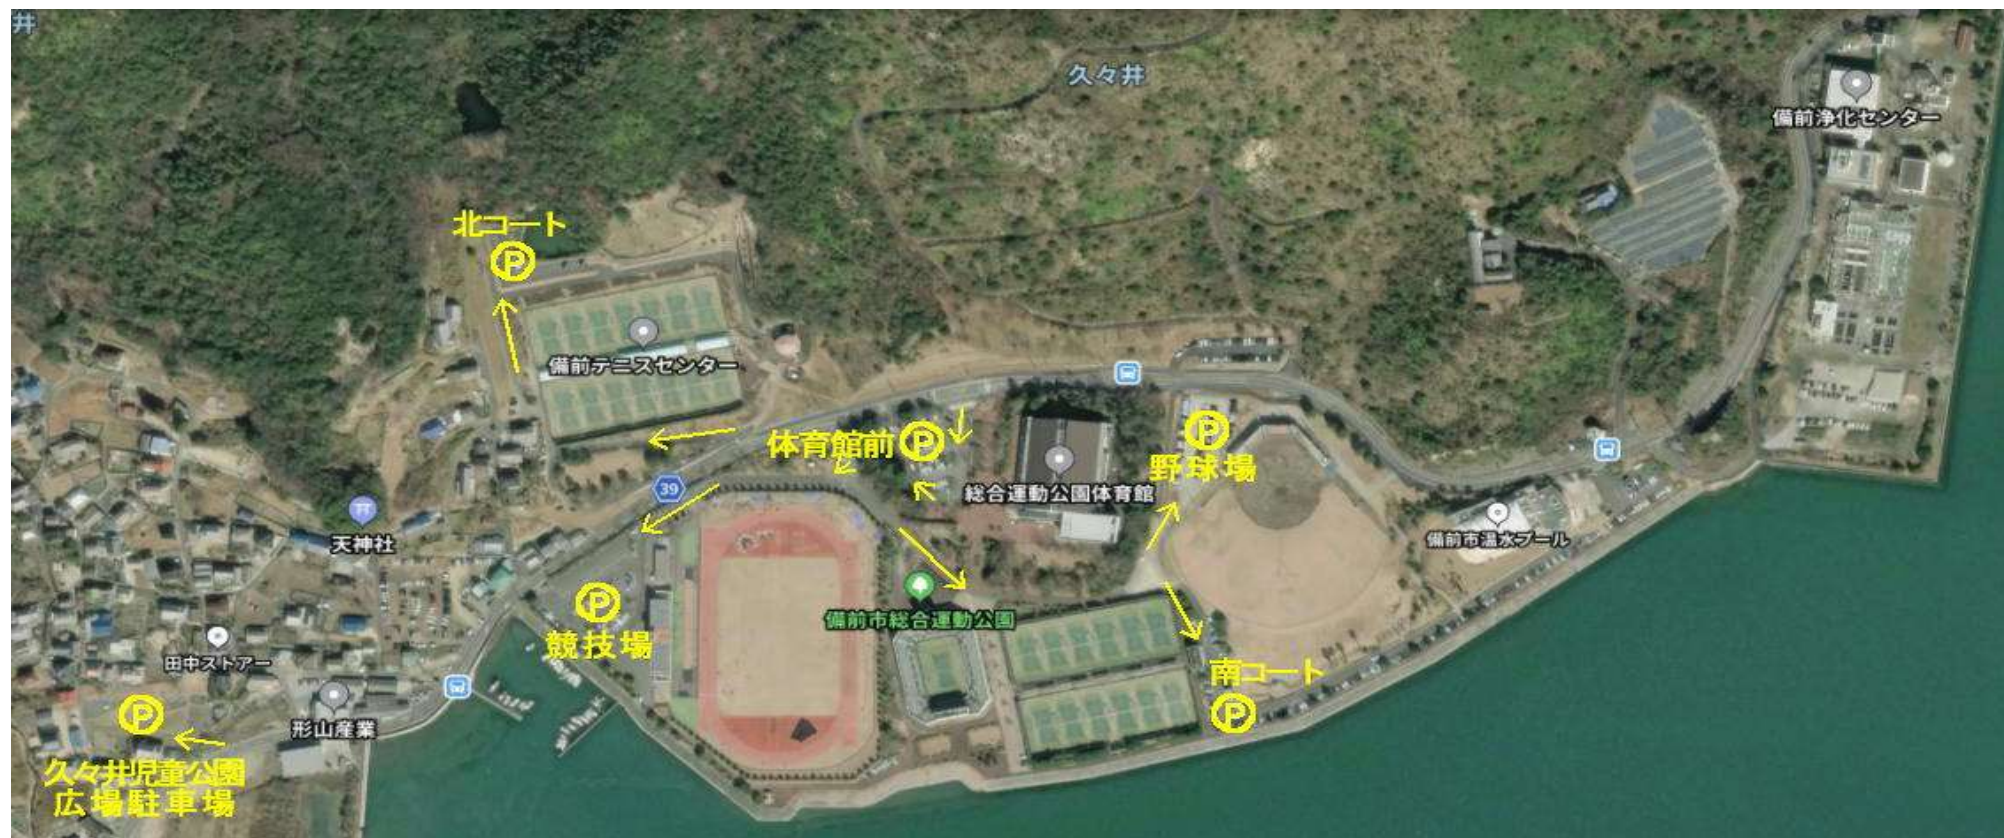 井
久々井
備前浄化センター
北コート
P
備前テニスセンター
体育館前 P
P
野球場
39
総合運動公園体育館
天神社
備前市温水プール
P
競技場
備前市総合運動公園
田中ストアー
南コート
P
P
形山産業
久々井児童公園
広場駐車場